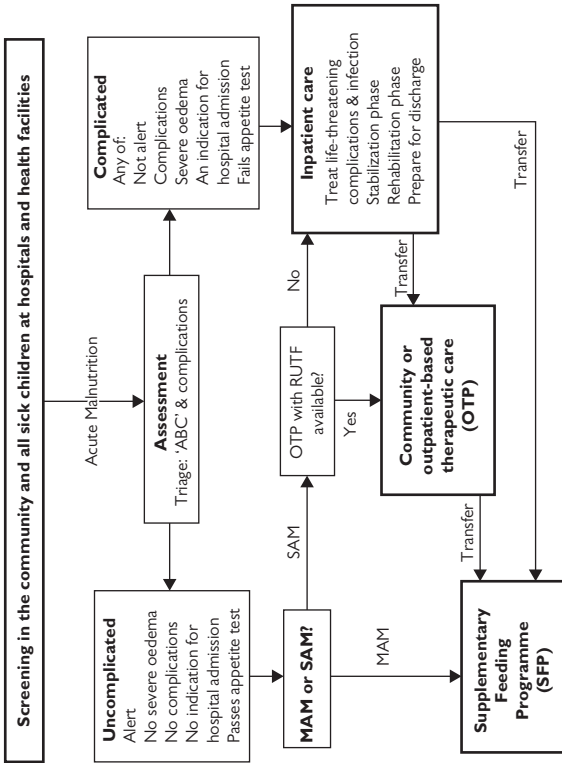 Screening in the community and all sick children at hospitals and health facilities
Acute Malnutrition
Assessment
Triage: ‘ABC’ & complications
Uncomplicated
Alert
No severe oedema
No complications
No indication for
hospital admission
Passes appetite test
Complicated
Any of:
Not alert
Complications
Severe oedema
An indication for
hospital admission
Fails appetite test
MAM or SAM?
SAM
OTP with RUTF
available?
No
Yes
Inpatient care
Treat life-threatening
complications & infection
Stabilization phase
Rehabilitation phase
Prepare for discharge
MAM
Transfer
Community or
outpatient-based
therapeutic care
(OTP)
Transfer
Transfer
Supplementary
Feeding
Programme
(SFP)